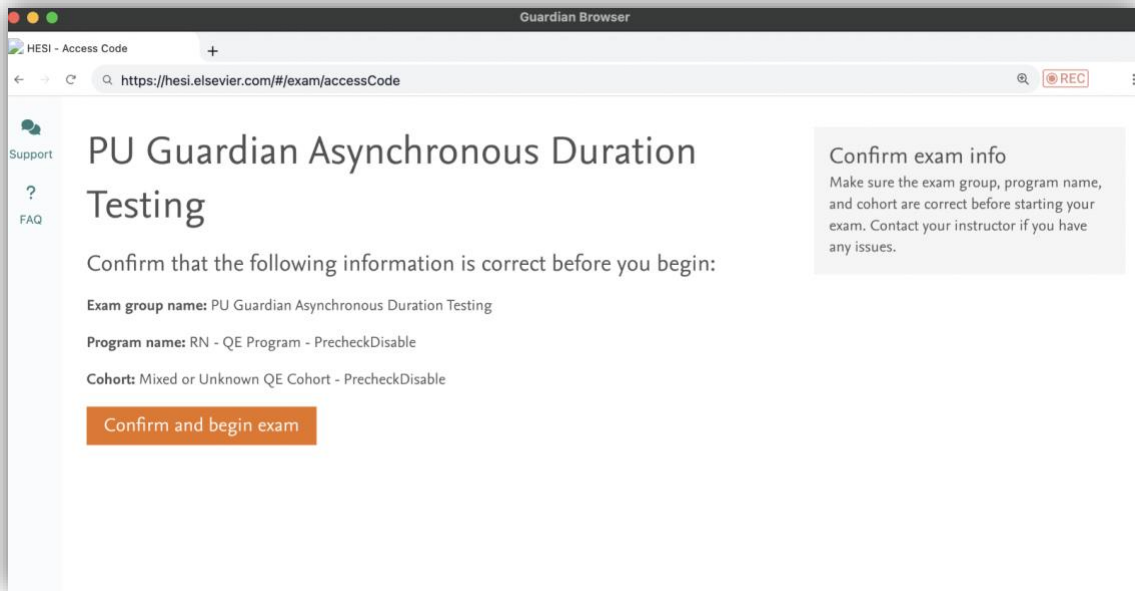 Guardian Browser
HESI - Access Code
+
https://hesi.elsevier.com/#/exam/accessCode
REC
Support
?
FAQ
PU Guardian Asynchronous Duration
Testing
Confirm that the following information is correct before you begin:
Exam group name: PU Guardian Asynchronous Duration Testing
Program name: RN - QE Program - PrecheckDisable
Cohort: Mixed or Unknown QE Cohort - PrecheckDisable
Confirm and begin exam
Confirm exam info
Make sure the exam group, program name,
and cohort are correct before starting your
exam. Contact your instructor if you have
any issues.